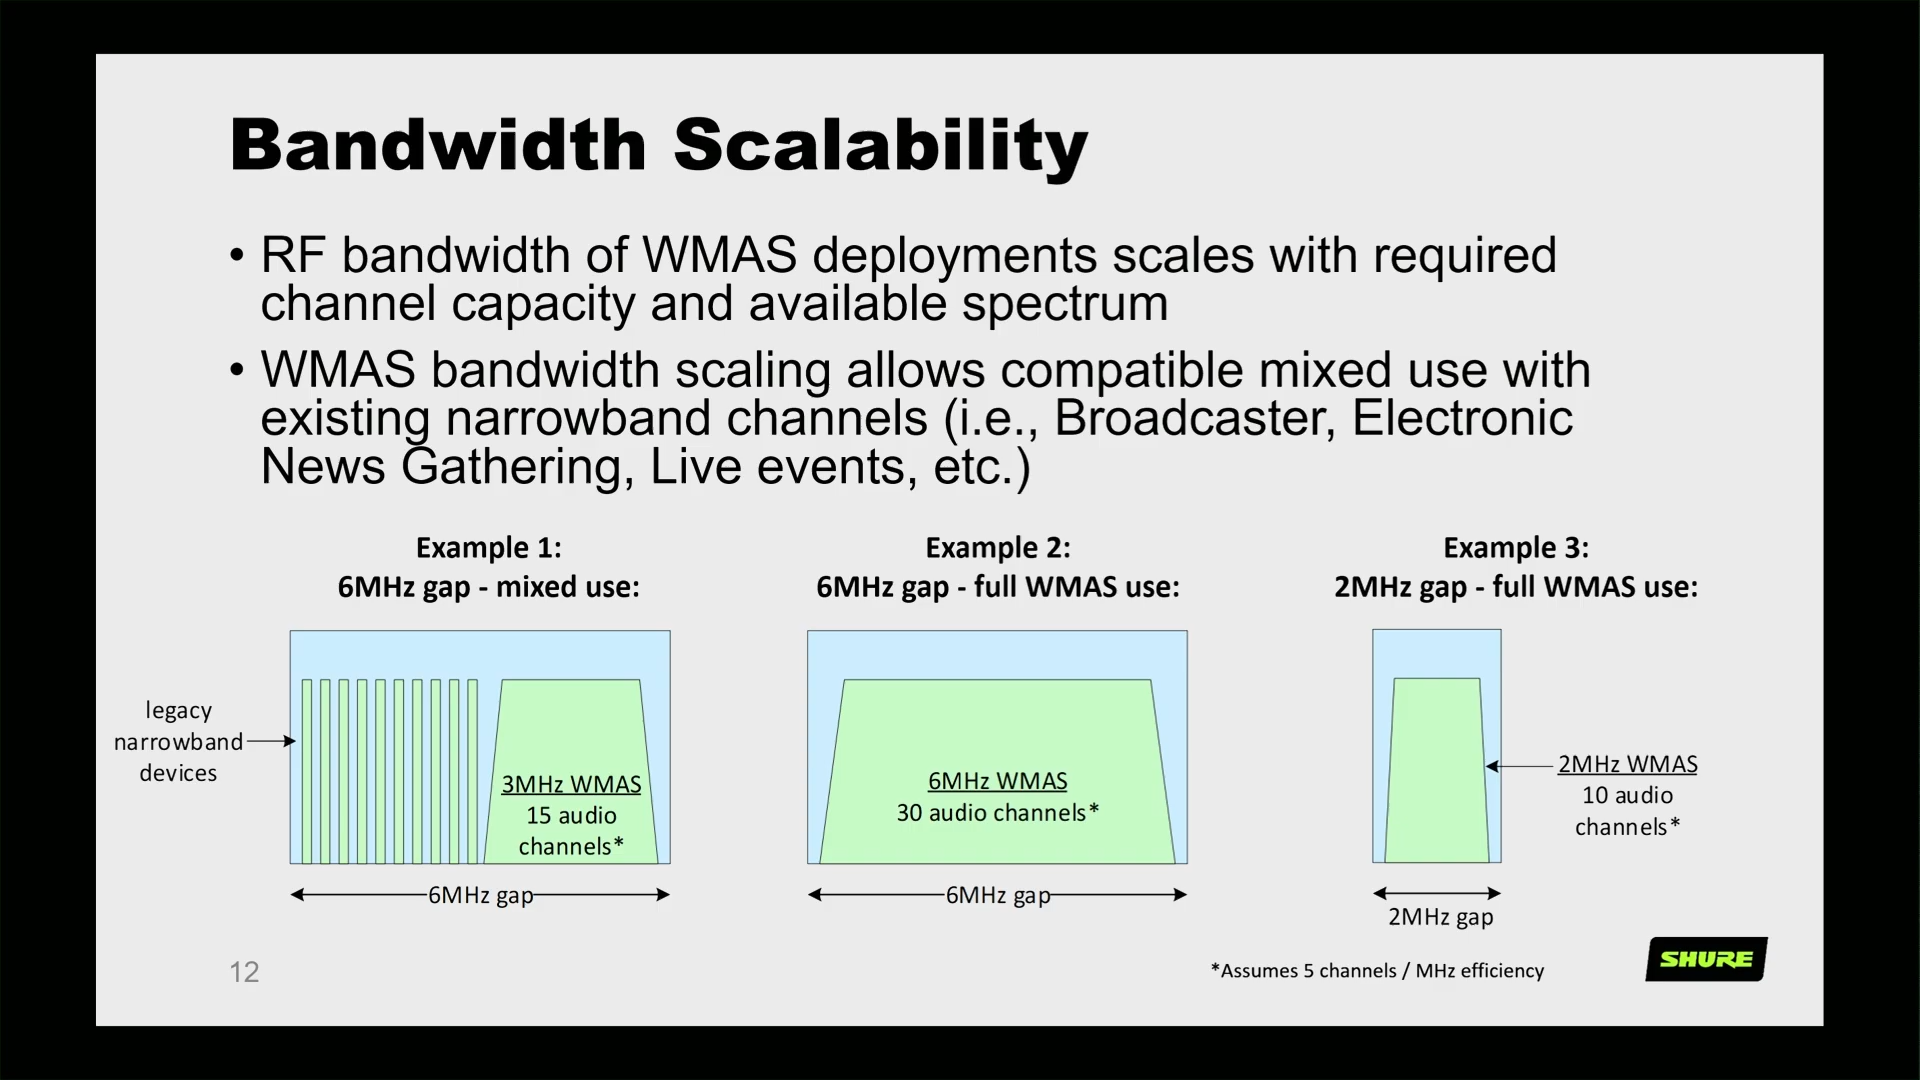 Bandwidth Scalability
• RF bandwidth of WMAS deployments scales with required
channel capacity and available spectrum
• WMAS bandwidth scaling allows compatible mixed use with
existing narrowband channels (i.e., Broadcaster, Electronic
News Gathering, Live events, etc.)
Example 1:
6MHz gap - mixed use:
legacy
narrowband
devices
3MHz WMAS
15 audio
channels*
6MHz gap
Example 2:
6MHz gap - full WMAS use:
6MHz WMAS
30 audio channels*
6MHz gap
Example 3:
2MHz gap - full WMAS use:
2MHz WMAS
10 audio
channels*
2MHz gap
12
*Assumes 5 channels / MHz efficiency
SHURE